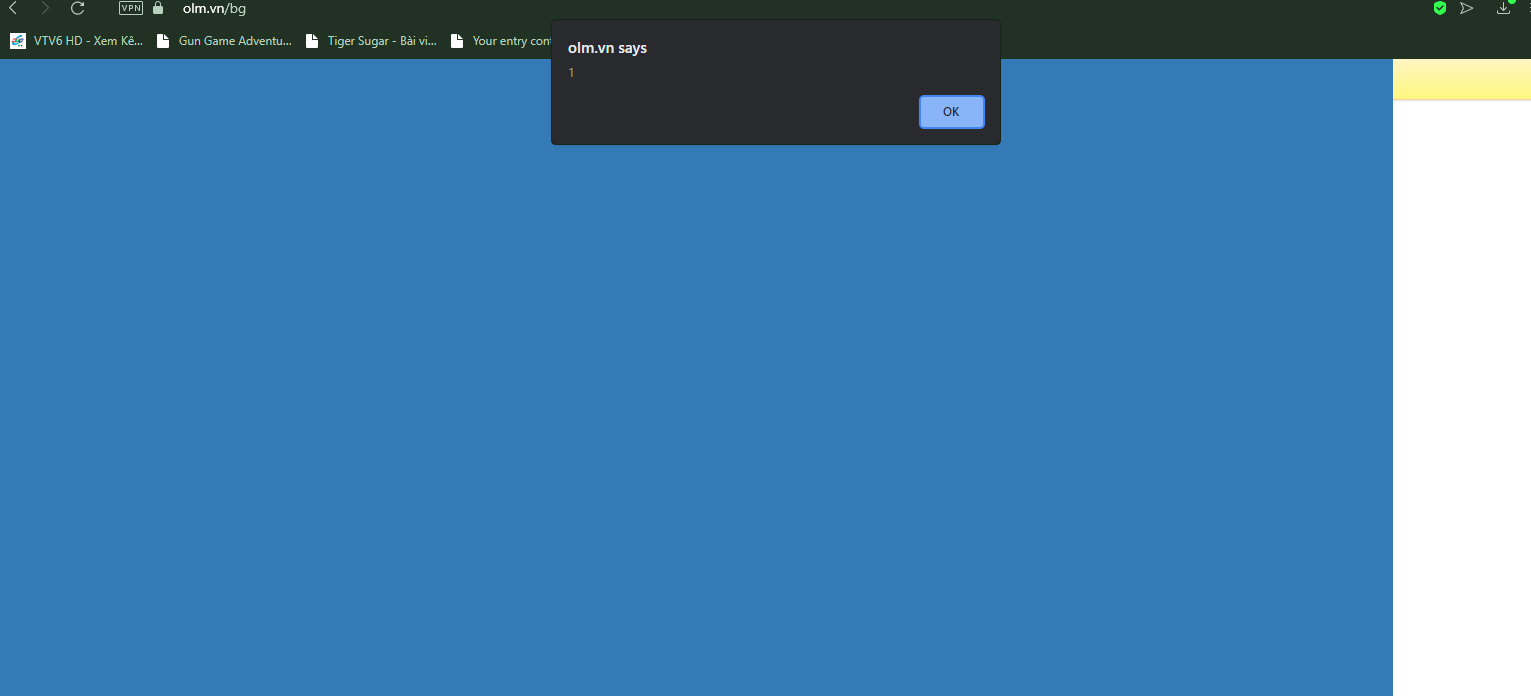 VPN olm.vn/bg
VTV6 HD - Xem Kê... Gun Game Adventu... Tiger Sugar - Bài vi... Your entry cont
olm.vn says
1
OK